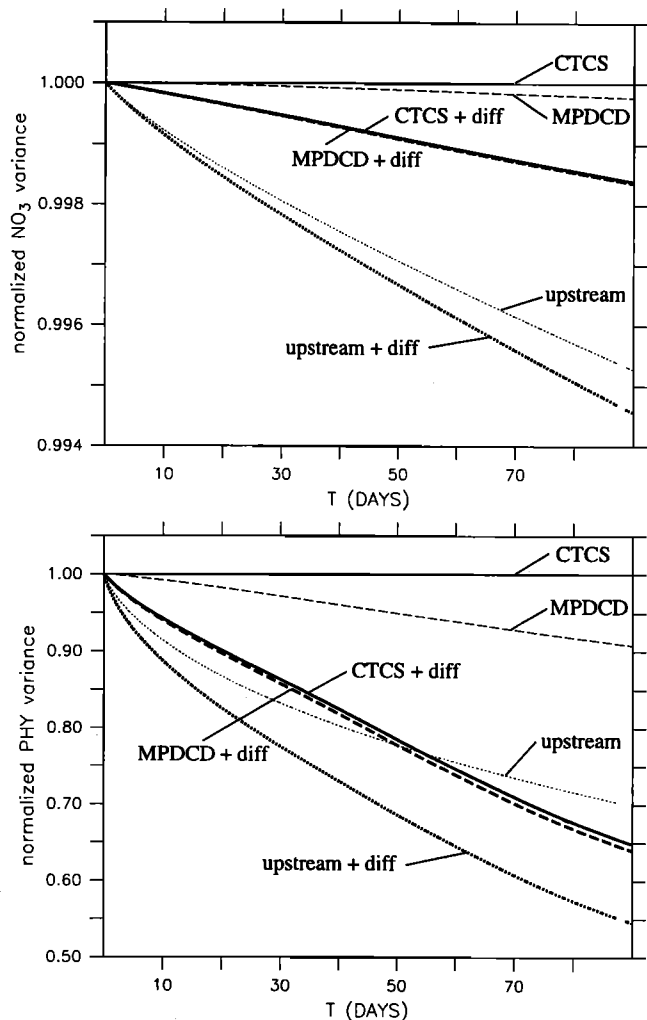 1.000
0.998
0.996
0.994
normalized NO3 variance
CTCS
MPDCD
CTCS + diff
MPDCD + diff
upstream
upstream + diff
10 30 50 70
T (DAYS)
1.00
0.90
0.80
0.70
0.60
0.50
normalized PHY variance
CTCS
MPDCD
CTCS + diff
MPDCD + diff
upstream
upstream + diff
10 30 50 70
T (DAYS)